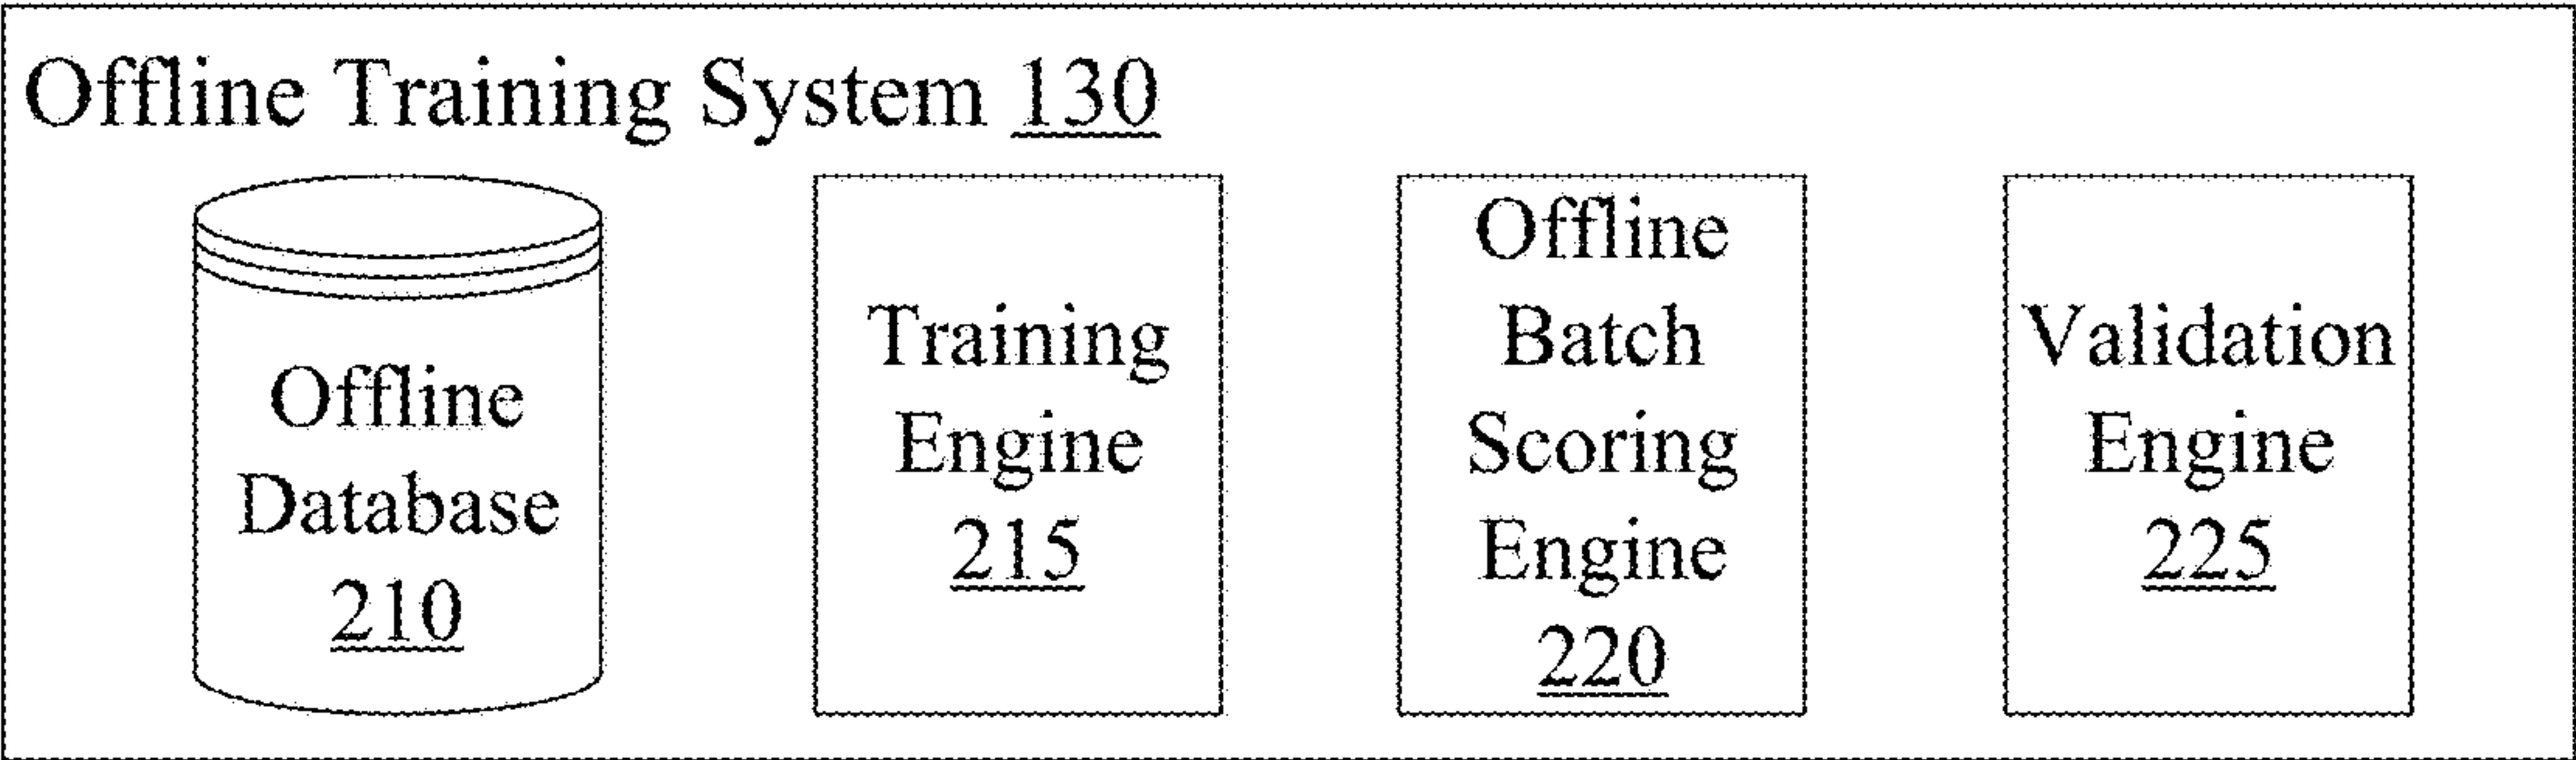 Offline Training System 130
Offline
Database
210
Training
Engine
215
Offline
Batch
Scoring
Engine
220
Validation
Engine
225